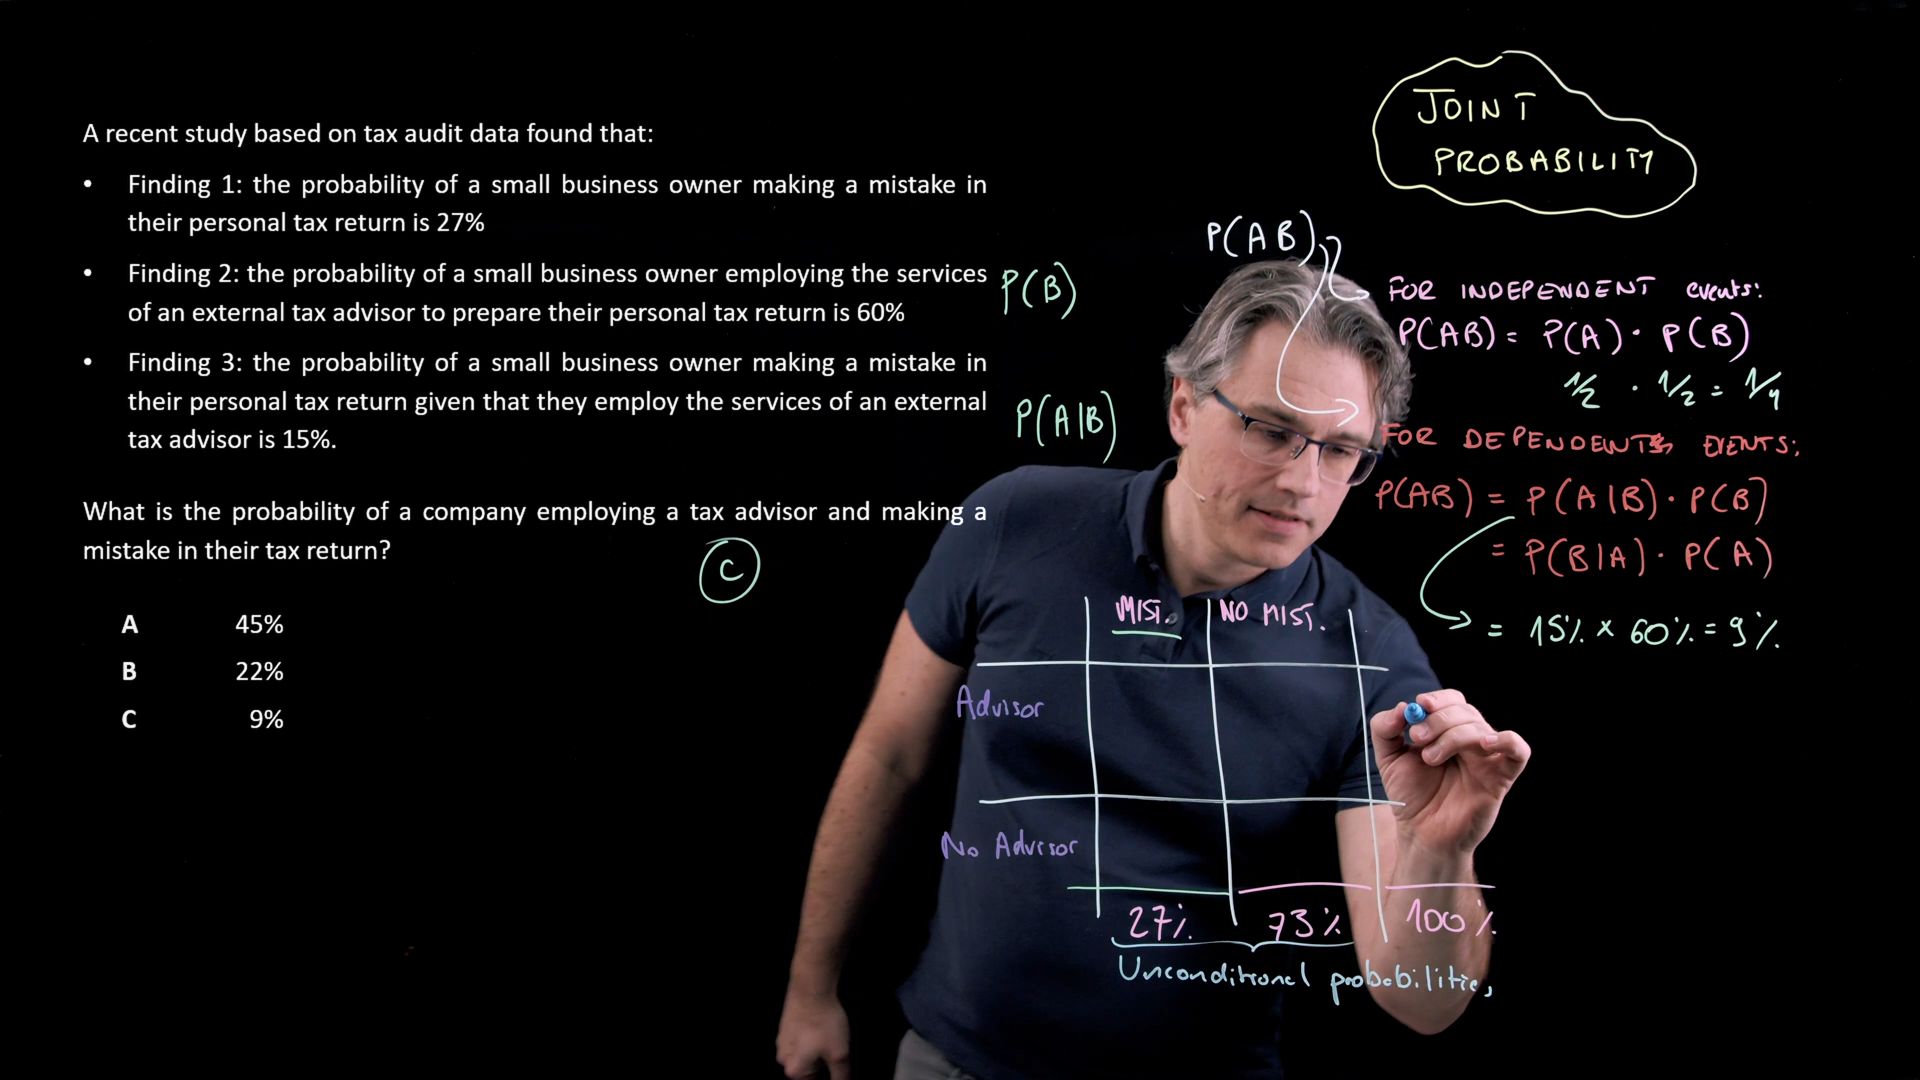 A recent study based on tax audit data found that:
• Finding 1: the probability of a small business owner making a mistake in
their personal tax return is 27%
• Finding 2: the probability of a small business owner employing the services
of an external tax advisor to prepare their personal tax return is 60%
• Finding 3: the probability of a small business owner making a mistake in
their personal tax return given that they employ the services of an external
tax advisor is 15%.
What is the probability of a company employing a tax advisor and making a
mistake in their tax return?
C
A 45%
B 22%
C 9%
P(B)
P(A|B)
JOINT
PROBABILITY
P(AB)
FOR INDEPENDENT events:
P(AB) = P(A) · P(B)
1/2 · 1/2 = 1/4
FOR DEPENDENT EVENTS:
P(AB) = P(A|B) · P(B)
= P(B|A) · P(A)
= 15% x 60% = 9%
MIST. NO MIST.
Advisor
No Advisor
27% 73% 100%
Unconditional probabilities